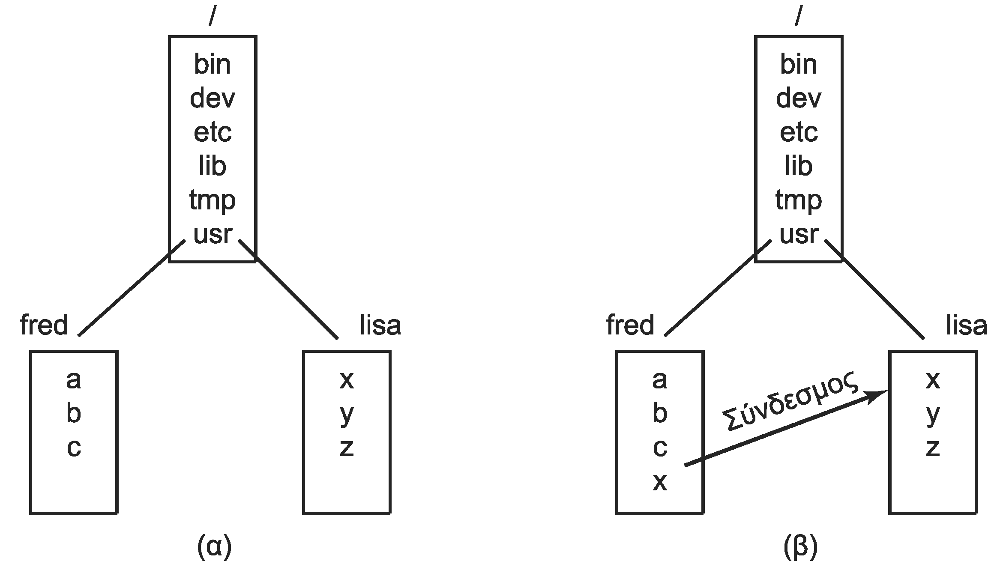 /
bin
dev
etc
lib
tmp
usr
fred
lisa
a
b
c
x
y
z
(α)
/
bin
dev
etc
lib
tmp
usr
fred
lisa
a
b
c
x
Σύνδεσμος
x
y
z
(β)